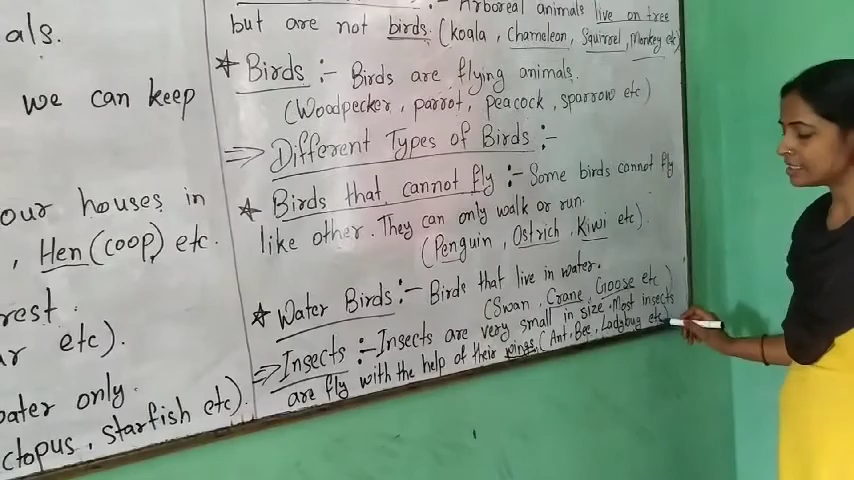 als.
we can keep
our houses in
, Hen (coop) etc.
rest.
etc).
water only.
ctopus, starfish etc).
:- Arboreal animals live on tree
but are not birds. (koala, Chameleon, Squirrel, Monkey etc)
☆ Birds :- Birds are flying animals.
(Woodpecker, parrot, peacock, sparrow etc)
⇒ Different Types of Birds :-
☆ Birds that cannot fly :- Some birds cannot fly
like other. They can only walk or run.
(Penguin, Ostrich, Kiwi etc).
☆ Water Birds :- Birds that live in water.
(Swan, Crane, Goose etc)
⇒ Insects :- Insects are very small in size. Most insects
are fly with the help of their wings. (Ant, Bee, Ladybug etc)